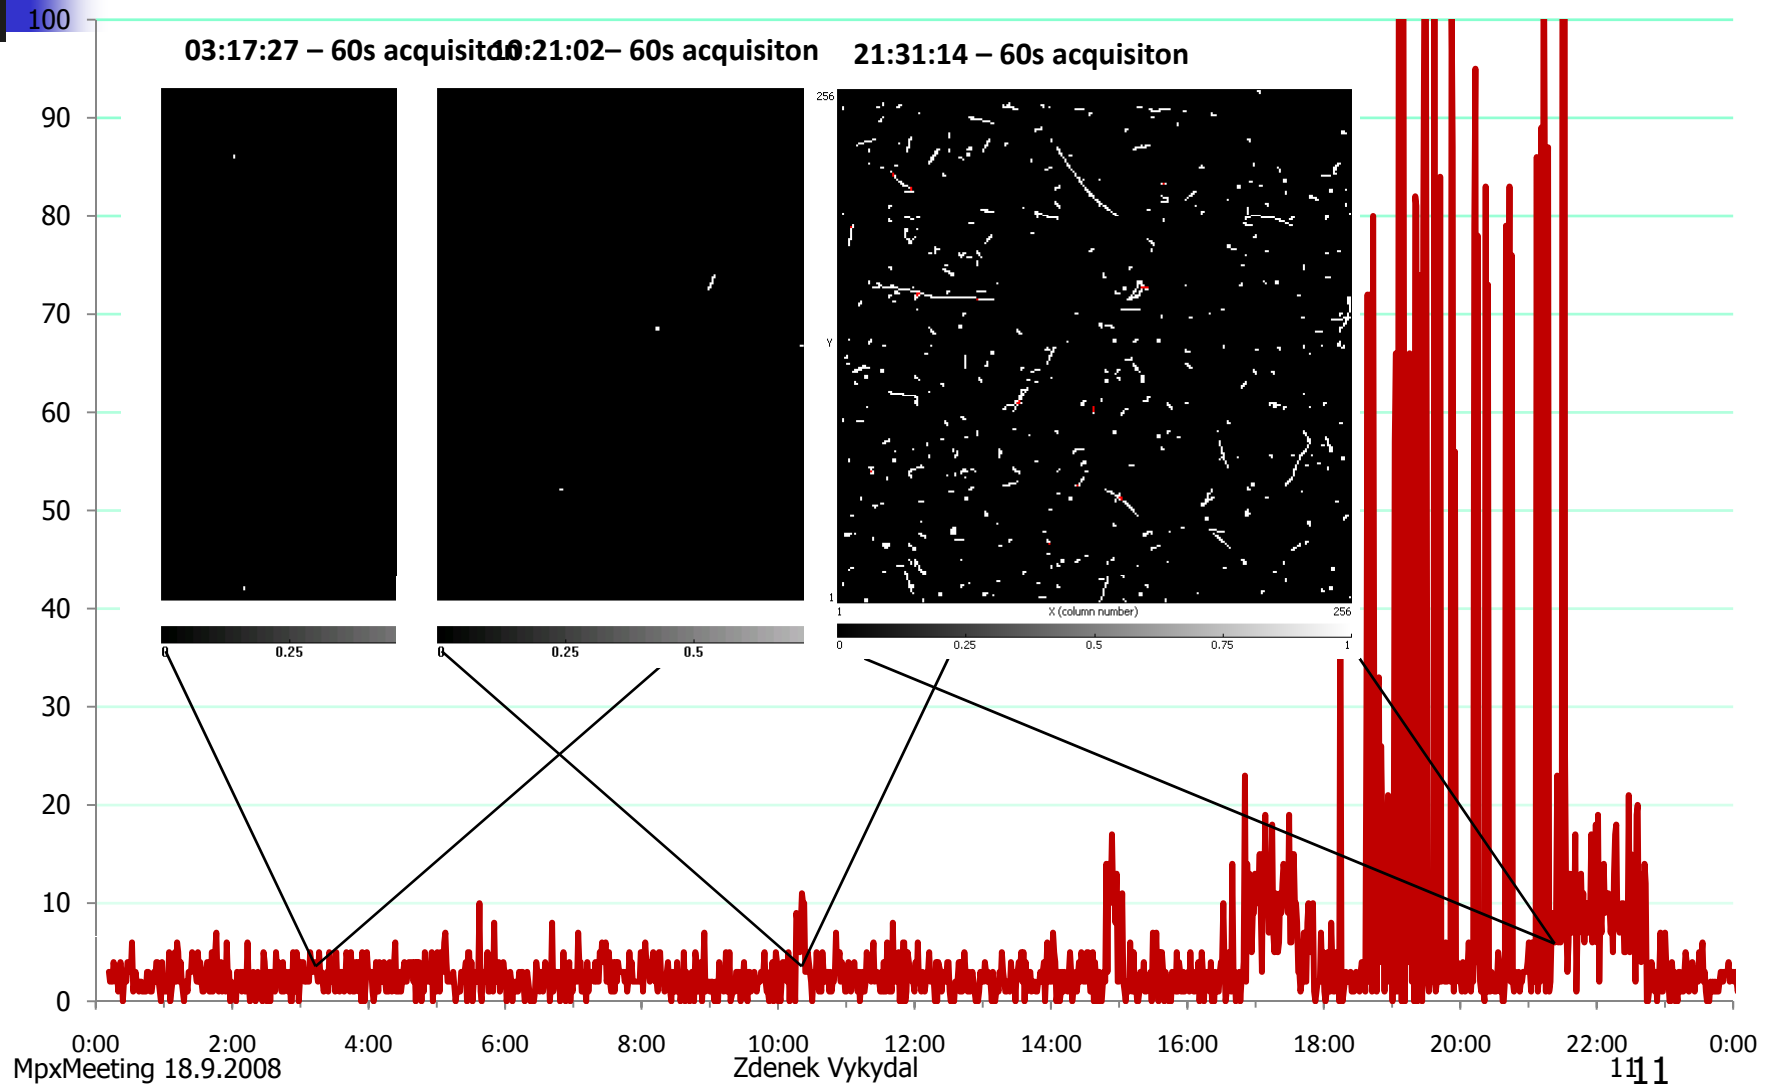 100
03:17:27 – 60s acquisiton
10:21:02– 60s acquisiton
21:31:14 – 60s acquisiton
90
80
70
60
50
40
30
20
10
0
256
Y
1
1 X (column number) 256
0 0.25
0 0.25 0.5
0 0.25 0.5 0.75 1
0:00 2:00 4:00 6:00 8:00 10:00 12:00 14:00 16:00 18:00 20:00 22:00 0:00
MpxMeeting 18.9.2008 Zdenek Vykydal 11 11